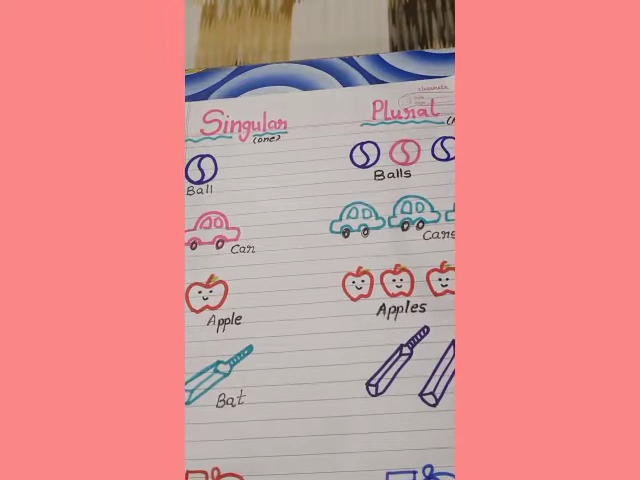 Singular
Plural
(one)
Ball
Balls
Car
Cars
Apple
Apples
Bat